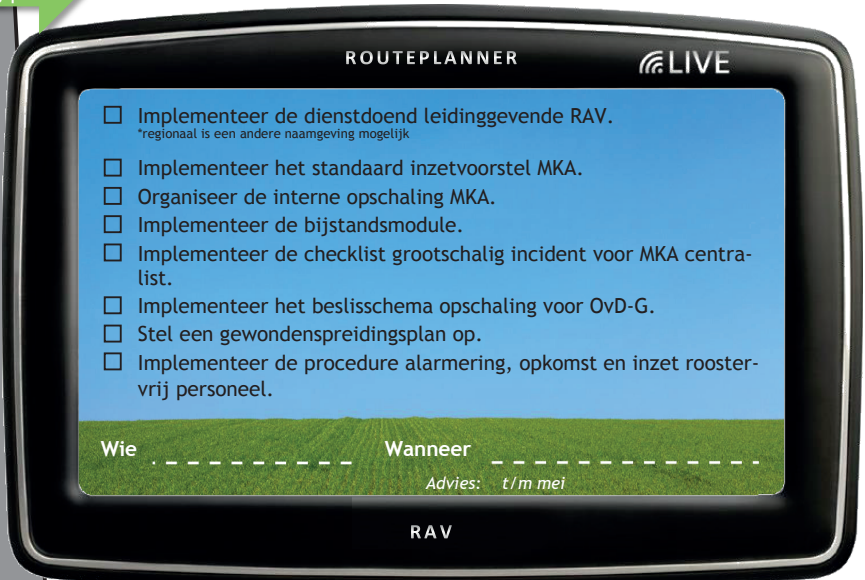 ROUTEPLANNER
LIVE
☐ Implementeer de dienstdoend leidinggevende RAV.
*regionaal is een andere naamgeving mogelijk
☐ Implementeer het standaard inzetvoorstel MKA.
☐ Organiseer de interne opschaling MKA.
☐ Implementeer de bijstandsmodule.
☐ Implementeer de checklist grootschalig incident voor MKA centra-
list.
☐ Implementeer het beslisschema opschaling voor OvD-G.
☐ Stel een gewondenspreidingsplan op.
☐ Implementeer de procedure alarmering, opkomst en inzet rooster-
vrij personeel.
Wie . _ _ _ _ _ _ _ _ Wanneer _ _ _ _ _ _ _ _ _ _ _ _
Advies: t/m mei
RAV